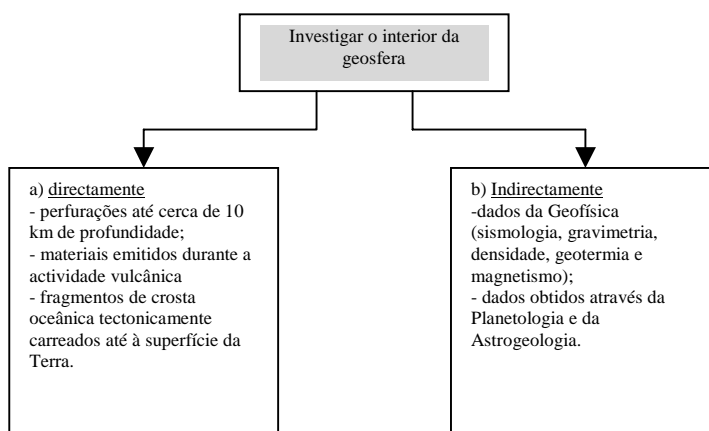 Investigar o interior da
geosfera
a) directamente
- perfurações até cerca de 10
km de profundidade;
- materiais emitidos durante a
actividade vulcânica
- fragmentos de crosta
oceânica tectonicamente
carreados até à superfície da
Terra.
b) Indirectamente
-dados da Geofísica
(sismologia, gravimetria,
densidade, geotermia e
magnetismo);
- dados obtidos através da
Planetologia e da
Astrogeologia.